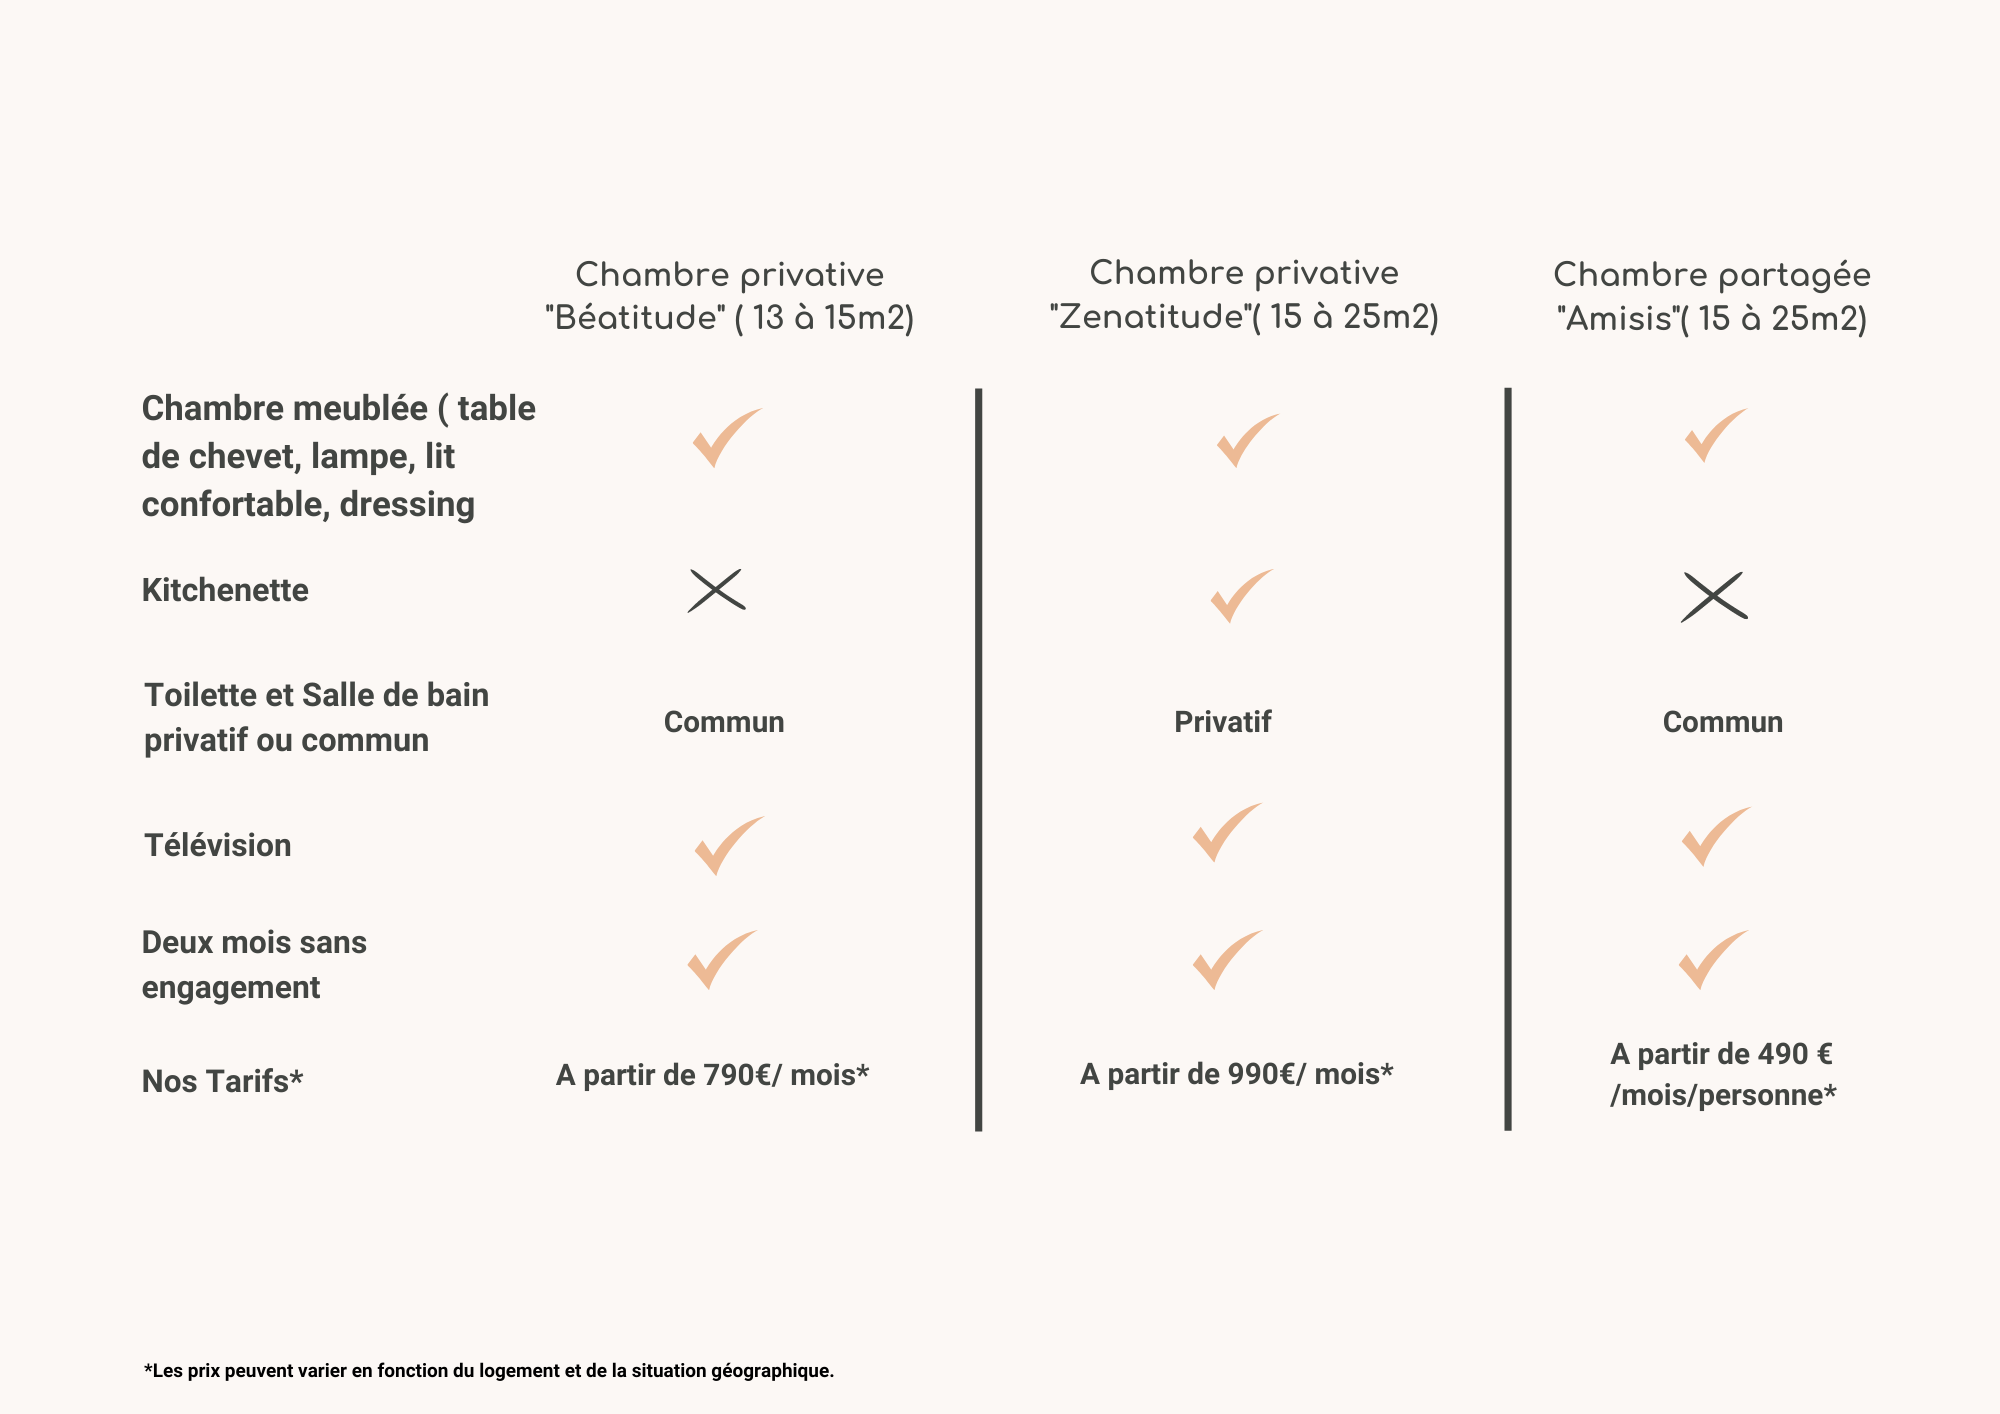 Chambre privative
"Béatitude" ( 13 à 15m2)
Chambre privative
"Zenatitude"( 15 à 25m2)
Chambre partagée
"Amisis"( 15 à 25m2)
Chambre meublée ( table
de chevet, lampe, lit
confortable, dressing
Kitchenette
Toilette et Salle de bain
privatif ou commun
Commun
Privatif
Commun
Télévision
Deux mois sans
engagement
Nos Tarifs*
A partir de 790€/ mois*
A partir de 990€/ mois*
A partir de 490 €
/mois/personne*
*Les prix peuvent varier en fonction du logement et de la situation géographique.